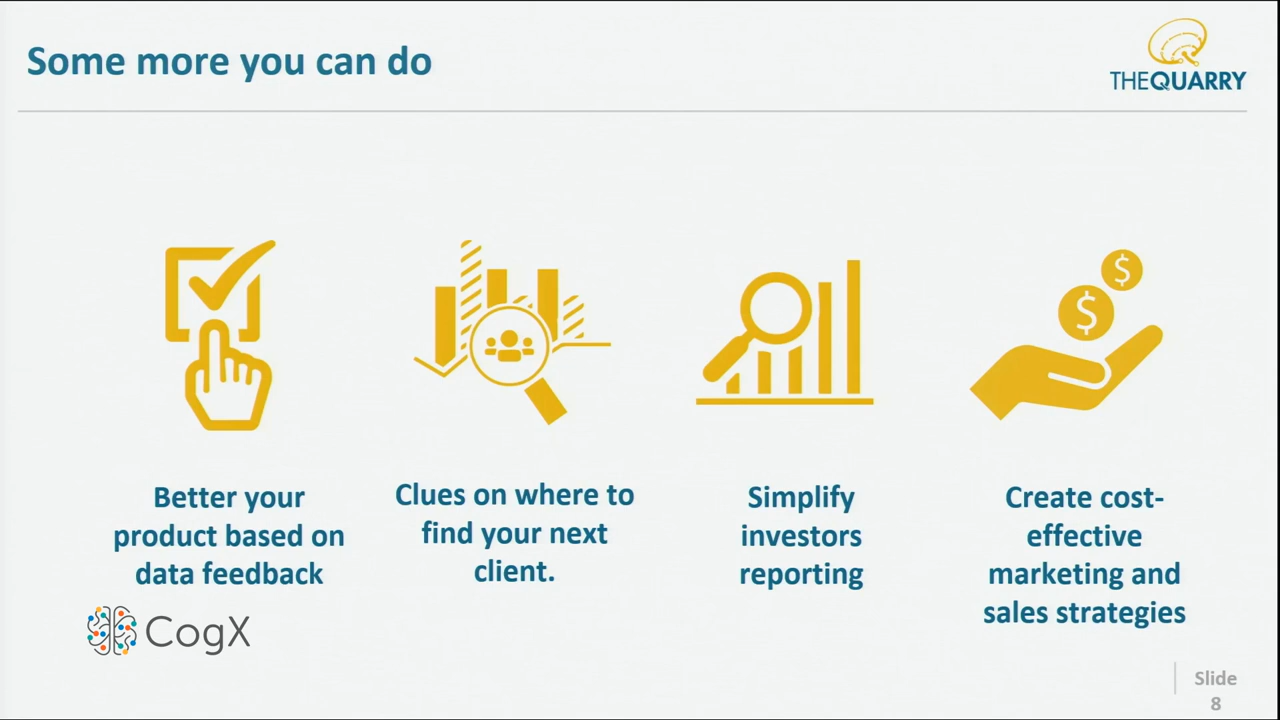 Some more you can do
THEQUARRY
$
$
Better your
product based on
data feedback
Clues on where to
find your next
client.
Simplify
investors
reporting
Create cost-
effective
marketing and
sales strategies
CogX
Slide
8